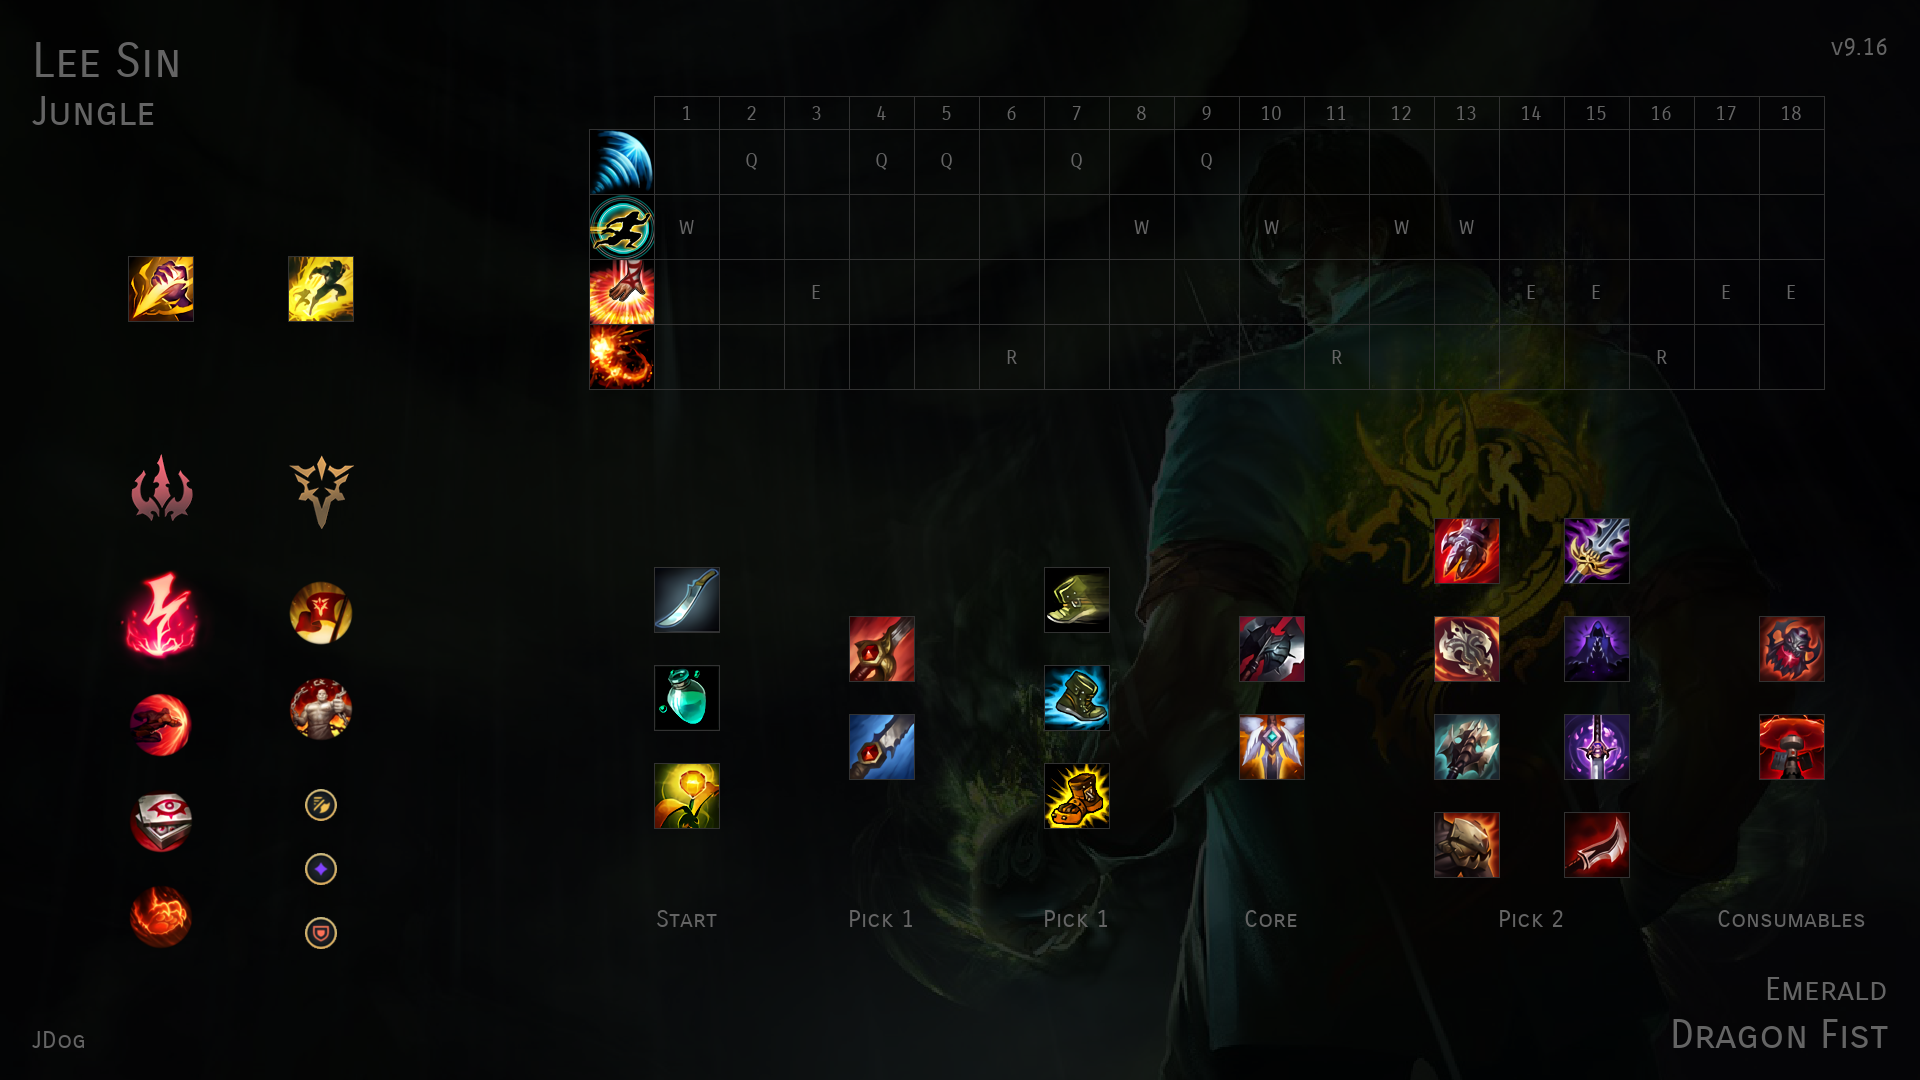 Lee Sin
Jungle
v9.16
1 2 3 4 5 6 7 8 9 10 11 12 13 14 15 16 17 18
Q Q Q Q Q
W W W W W
E E E E E
R R R
Start Pick 1 Pick 1 Core Pick 2 Consumables
Emerald
Dragon Fist
JDog